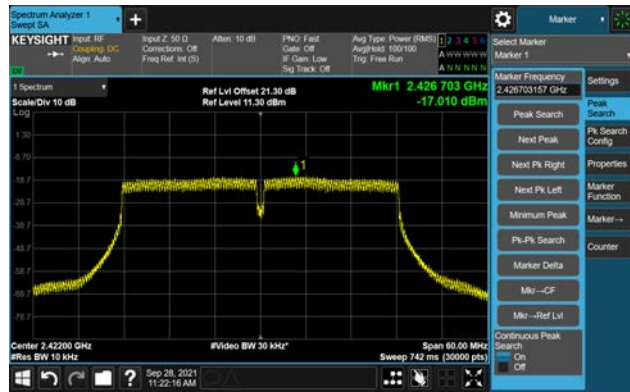 Spectrum Analyzer 1
Swept SA
Marker
KEYSIGHT
Input: RF
Coupling: DC
Align: Auto
Input Z: 50 Ω
Corrections: Off
Freq Ref: Int (S)
Atten: 10 dB
PNO: Fast
Gate: Off
IF Gain: Low
Sig Track: Off
Avg Type: Power (RMS)
Avg|Hold: 100/100
Trig: Free Run
1 2 3 4 5 6
A W W W W W
A N N N N N
Select Marker
Marker 1
1 Spectrum
Scale/Div 10 dB
Log
Ref Lvl Offset 21.30 dB
Ref Level 11.30 dBm
Mkr1 2.426 703 GHz
-17.010 dBm
1.30
-8.70
-18.7
-28.7
-38.7
-48.7
-58.7
-68.7
-78.7
1
Center 2.42200 GHz
#Res BW 10 kHz
#Video BW 30 kHz*
Span 60.00 MHz
Sweep 742 ms (30000 pts)
Marker Frequency
2.426703157 GHz
Peak Search
Next Peak
Next Pk Right
Next Pk Left
Minimum Peak
Pk-Pk Search
Marker Delta
Mkr→CF
Mkr→Ref Lvl
Continuous Peak
Search
On
Off
Settings
Peak
Search
Pk Search
Config
Properties
Marker
Function
Marker→
Counter
Sep 28, 2021
11:22:16 AM